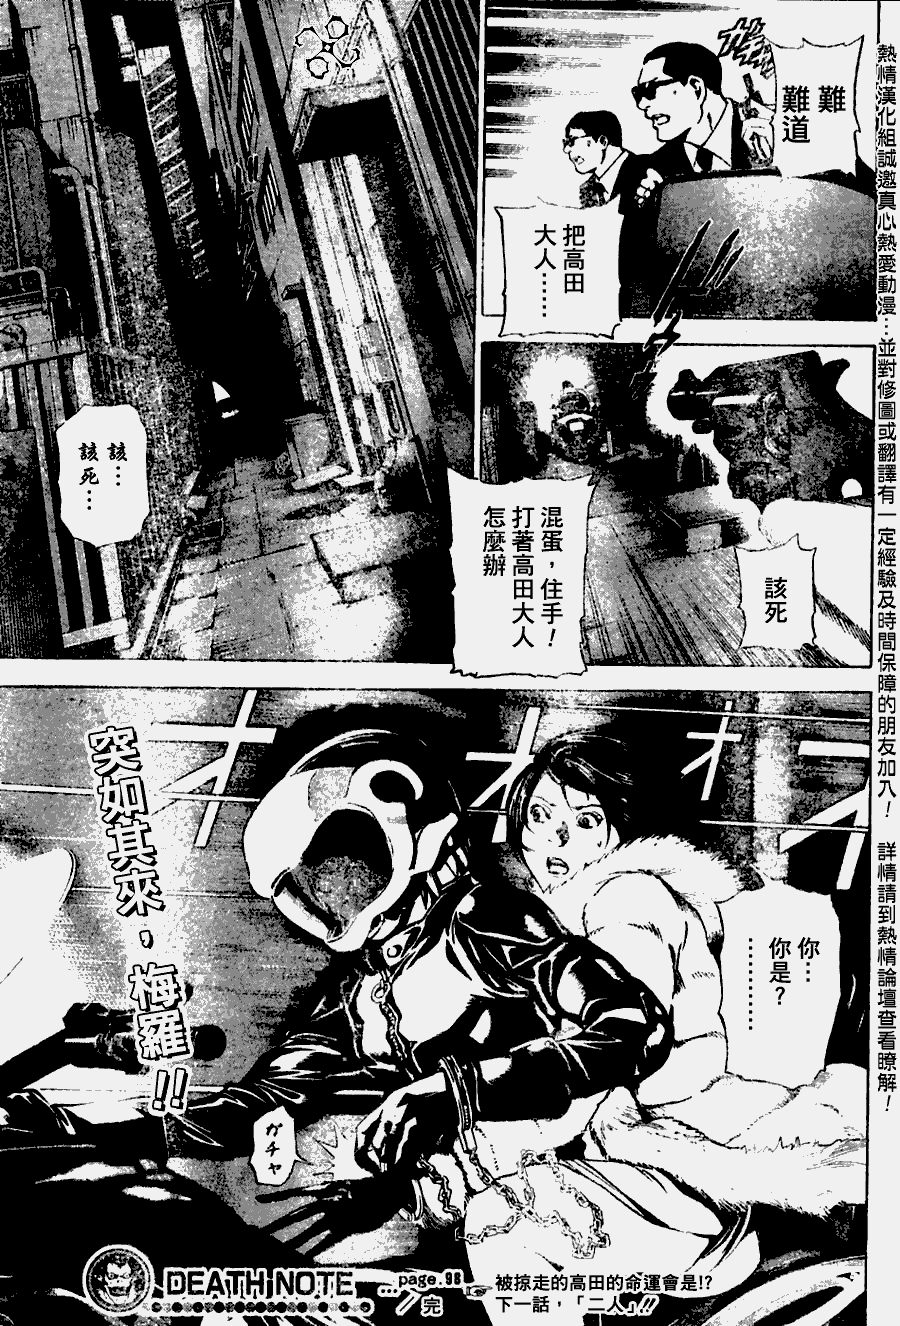 難
難道
把高田
大人……
該死
混蛋，住手！
打著高田大人
怎麼辦
該…
該死…
突如其來，梅羅!!
你…
你是？
………
ガチャ
DEATH NOTE
page.98
…／完
被掠走的高田的命運會是!?
下一話，「二人」!!
熱情漢化組誠邀真心熱愛動漫…並對修圖或翻譯有一定經驗及時間保障的朋友加入！ 詳情請到熱情論壇查看瞭解！